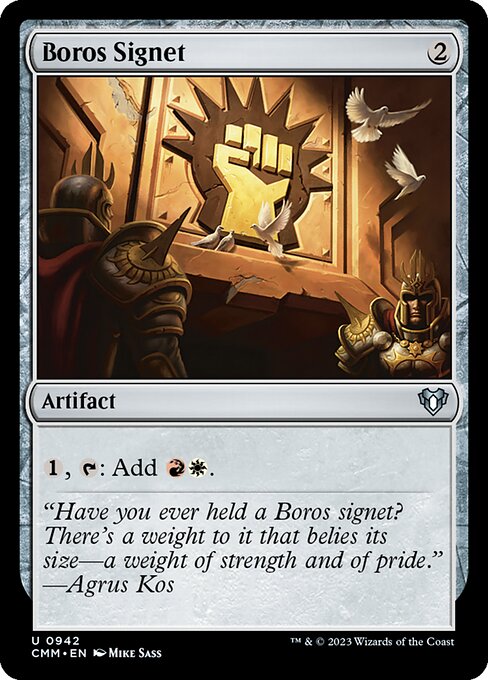 Boros Signet 2
Artifact
1, : Add .
“Have you ever held a Boros signet?
There’s a weight to it that belies its
size—a weight of strength and of pride.”
—Agrus Kos
U 0942
CMM • EN Mike Sass
™ & © 2023 Wizards of the Coast